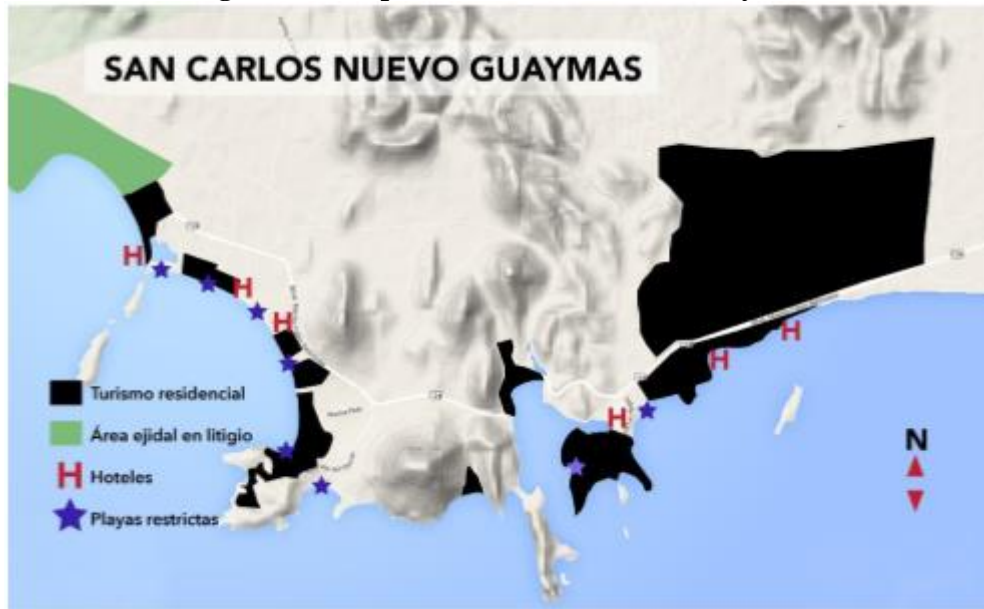 SAN CARLOS NUEVO GUAYMAS
Turismo residencial
Área ejidal en litigio
H Hoteles
Playas restrictas
H
H
H
H
H
H
N